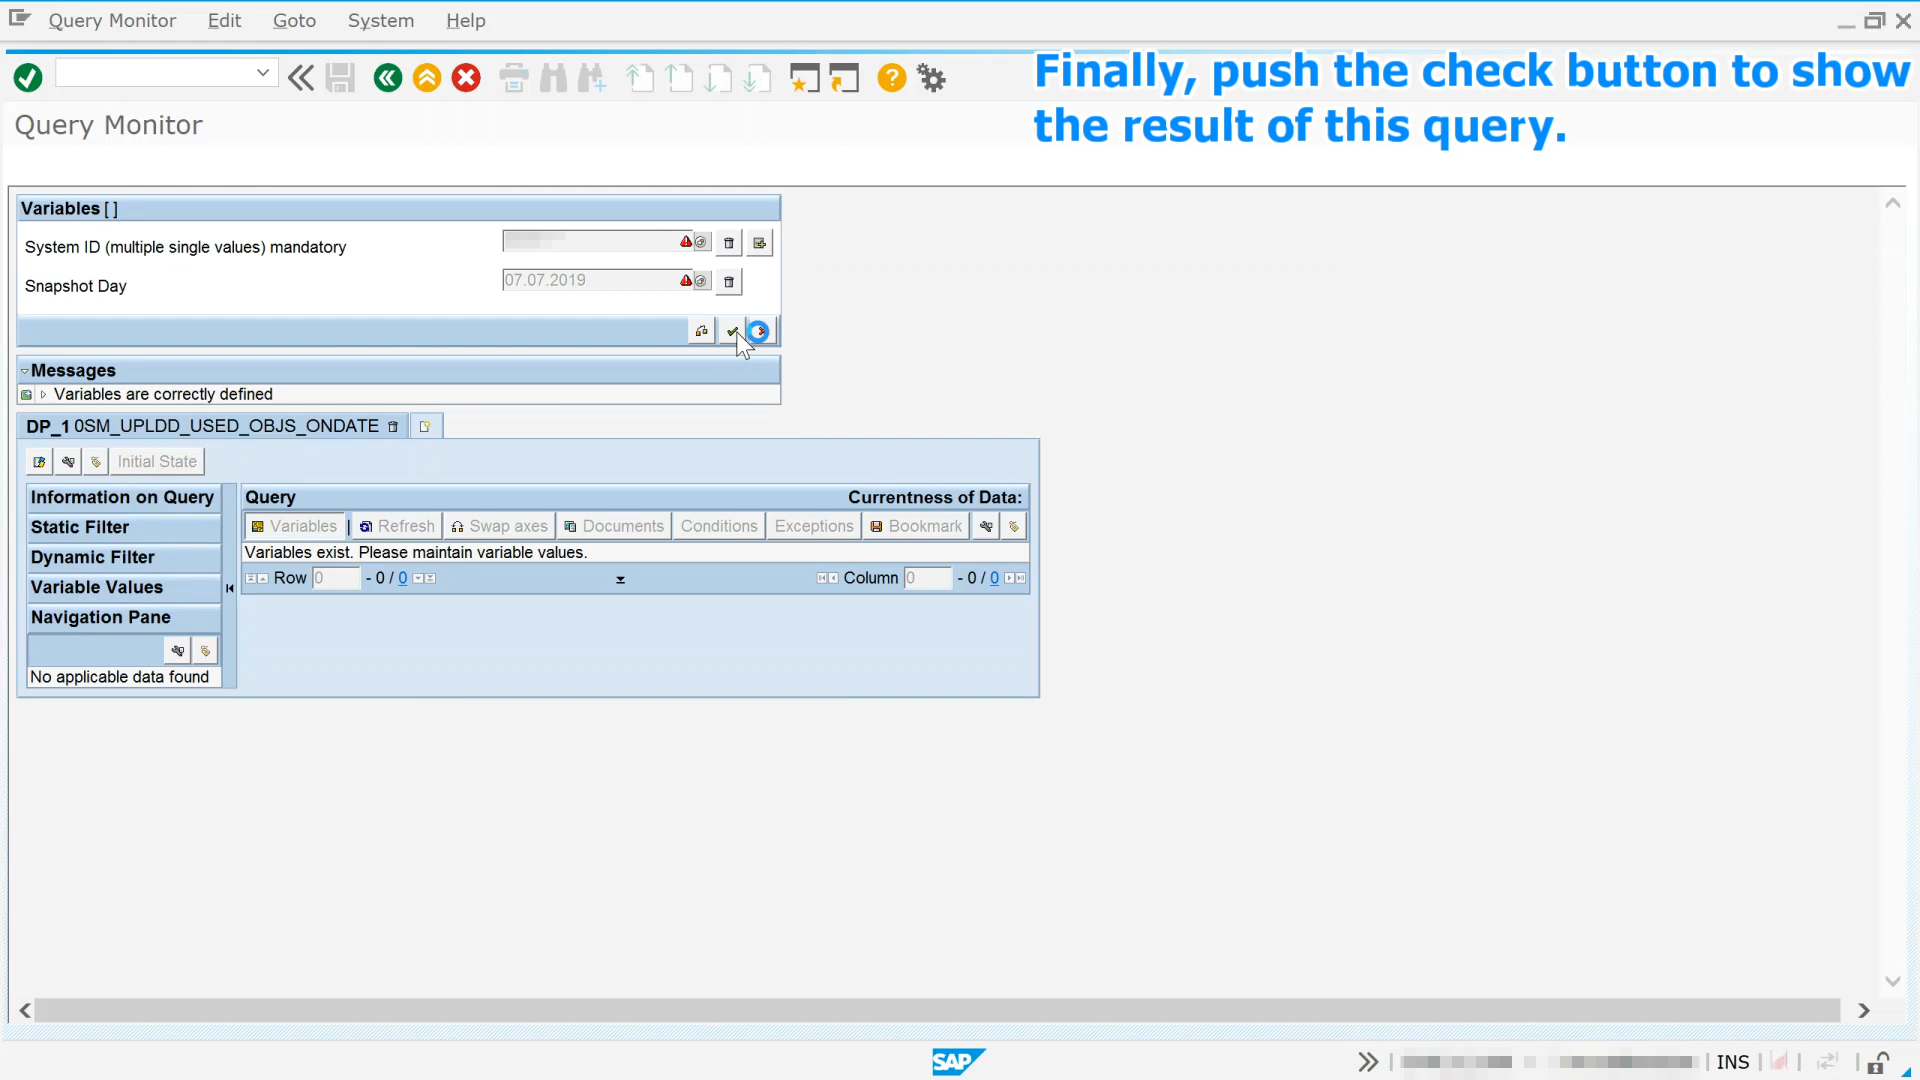 Query Monitor Edit Goto System Help
Finally, push the check button to show
the result of this query.
Query Monitor
Variables [ ]
System ID (multiple single values) mandatory
Snapshot Day 07.07.2019
Messages
Variables are correctly defined
DP_1 0SM_UPLDD_USED_OBJS_ONDATE
Initial State
Information on Query
Static Filter
Dynamic Filter
Variable Values
Navigation Pane
No applicable data found
Query Currentness of Data:
Variables | Refresh Swap axes Documents Conditions Exceptions Bookmark
Variables exist. Please maintain variable values.
Row 0 - 0 / 0 Column 0 - 0 / 0
SAP INS